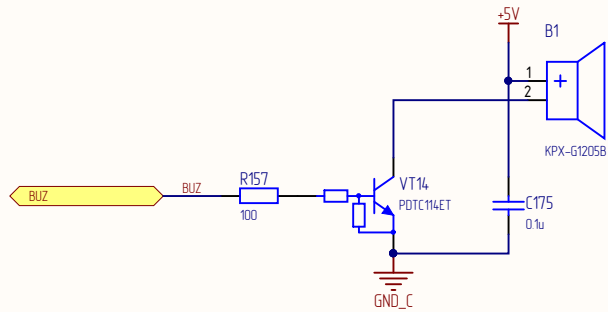 +5V
B1
1
+
2
KPX-G1205B
R157
BUZ
BUZ
100
VT14
PDTC114ET
C175
0.1u
GND_C